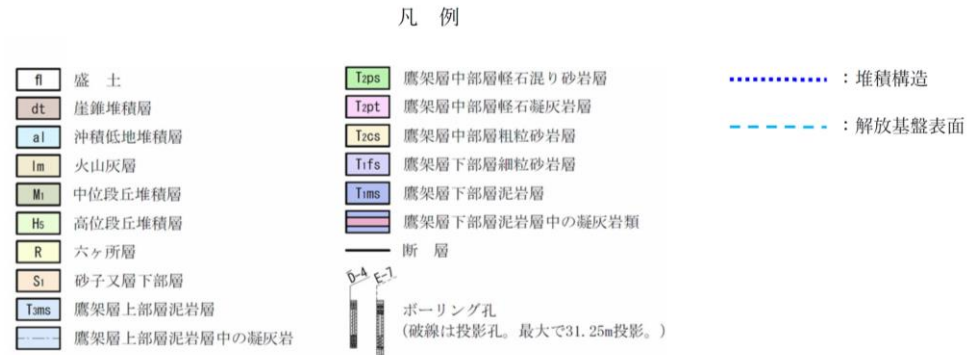 凡 例
fl 盛 土
dt 崖錐堆積層
al 沖積低地堆積層
lm 火山灰層
M1 中位段丘堆積層
H5 高位段丘堆積層
R 六ヶ所層
S1 砂子又層下部層
T3ms 鷹架層上部層泥岩層
鷹架層上部層泥岩層中の凝灰岩
T2ps 鷹架層中部層軽石混り砂岩層
T2pt 鷹架層中部層軽石凝灰岩層
T2cs 鷹架層中部層粗粒砂岩層
T1fs 鷹架層下部層細粒砂岩層
T1ms 鷹架層下部層泥岩層
鷹架層下部層泥岩層中の凝灰岩類
断 層
D-4 E-7
ボーリング孔
(破線は投影孔。最大で31.25m投影。)
：堆積構造
：解放基盤表面